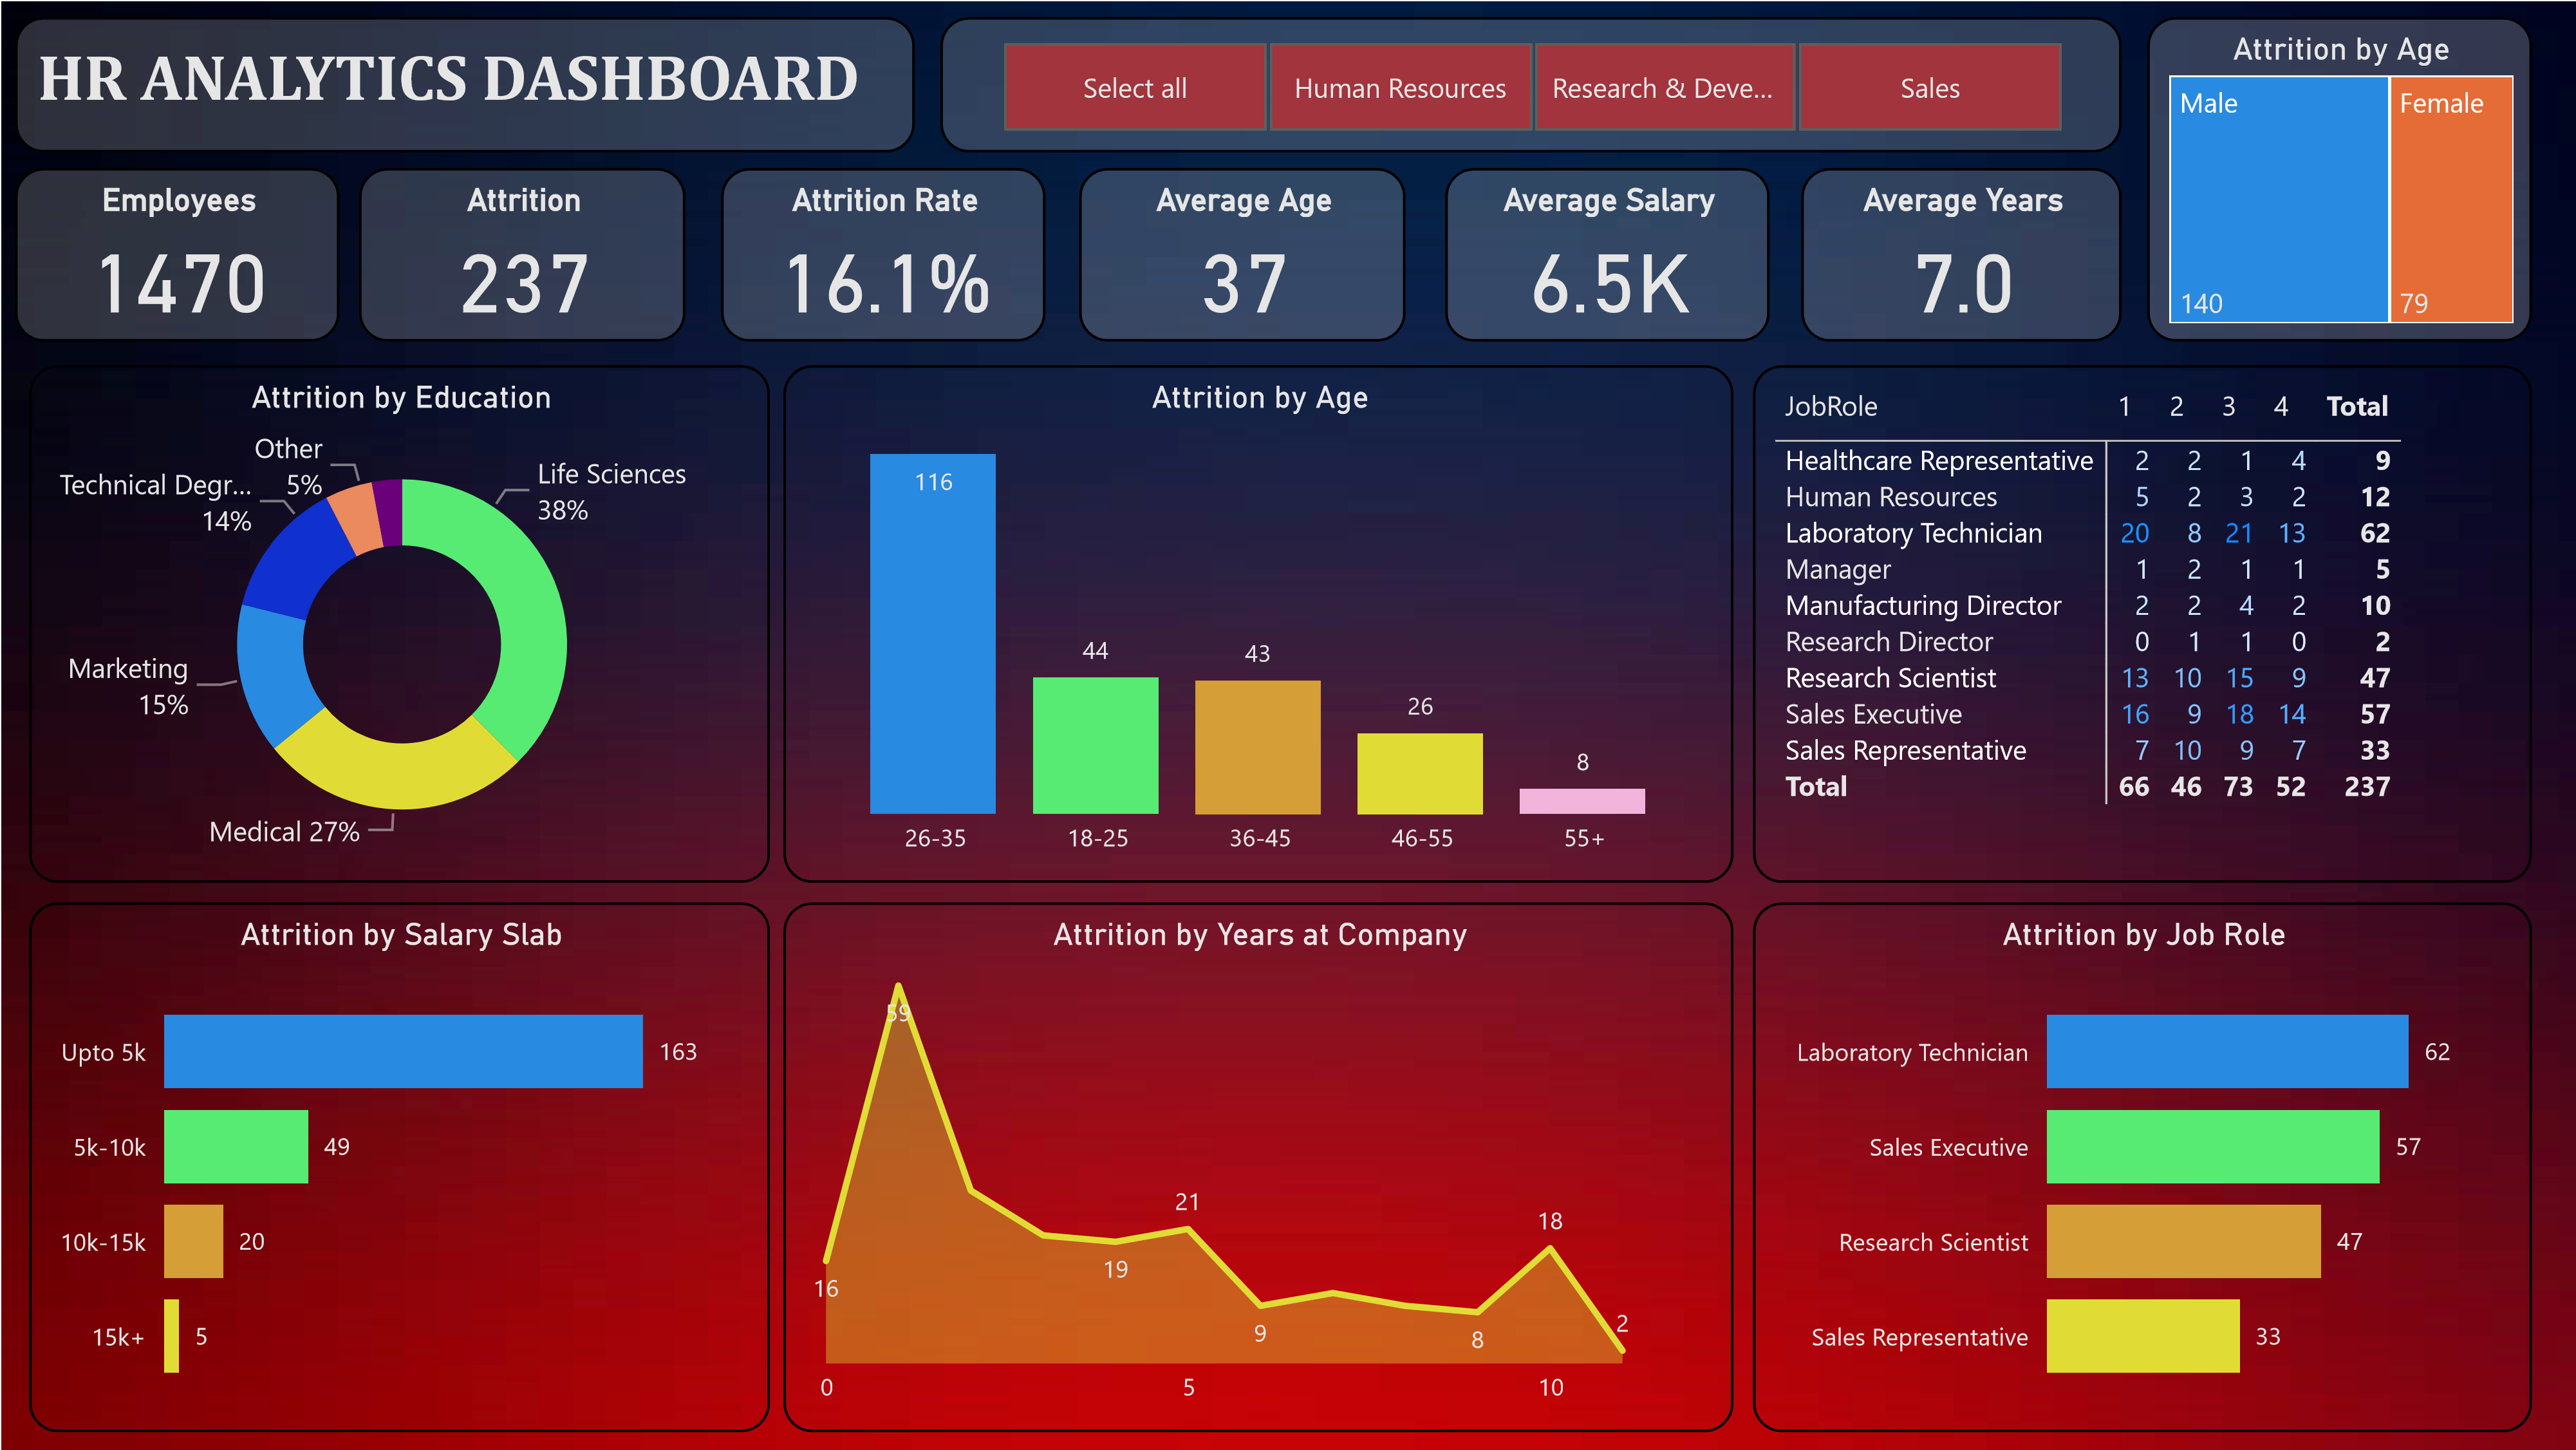 HR ANALYTICS DASHBOARD
Select all
Human Resources
Research & Deve...
Sales
Attrition by Age
Male
Female
140
79
Employees
1470
Attrition
237
Attrition Rate
16.1%
Average Age
37
Average Salary
6.5K
Average Years
7.0
Attrition by Education
Other
5%
Life Sciences
38%
Technical Degr...
14%
Marketing
15%
Medical 27%
Attrition by Age
116
44
43
26
8
26-35 18-25 36-45 46-55 55+
JobRole 1 2 3 4 Total
Healthcare Representative 2 2 1 4 9
Human Resources 5 2 3 2 12
Laboratory Technician 20 8 21 13 62
Manager 1 2 1 1 5
Manufacturing Director 2 2 4 2 10
Research Director 0 1 1 0 2
Research Scientist 13 10 15 9 47
Sales Executive 16 9 18 14 57
Sales Representative 7 10 9 7 33
Total 66 46 73 52 237
Attrition by Salary Slab
Upto 5k 163
5k-10k 49
10k-15k 20
15k+ 5
Attrition by Years at Company
59
16
19
21
9
8
18
2
0 5 10
Attrition by Job Role
Laboratory Technician 62
Sales Executive 57
Research Scientist 47
Sales Representative 33